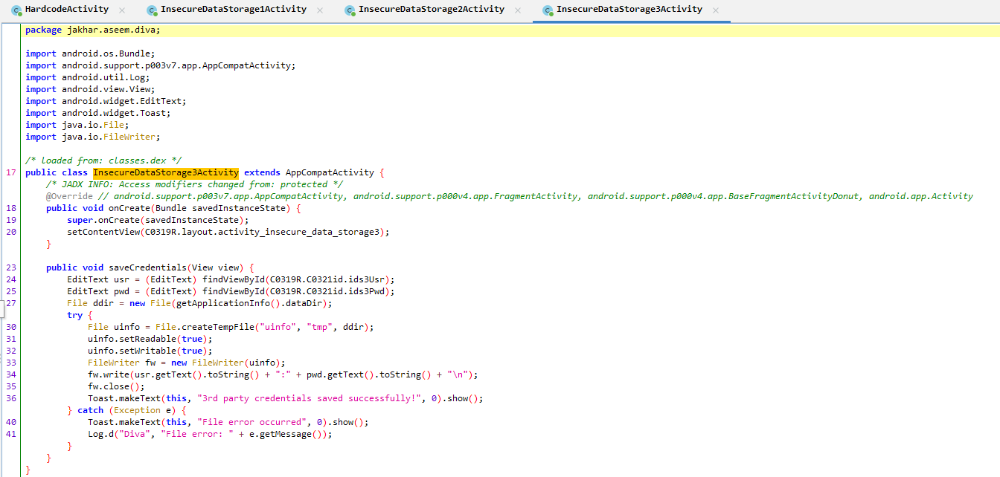 HardcodeActivity × InsecureDataStorage1Activity × InsecureDataStorage2Activity × InsecureDataStorage3Activity ×
package jakhar.aseem.diva;
import android.os.Bundle;
import android.support.p003v7.app.AppCompatActivity;
import android.util.Log;
import android.view.View;
import android.widget.EditText;
import android.widget.Toast;
import java.io.File;
import java.io.FileWriter;
/* loaded from: classes.dex */
17 public class InsecureDataStorage3Activity extends AppCompatActivity {
/* JADX INFO: Access modifiers changed from: protected */
@Override // android.support.p003v7.app.AppCompatActivity, android.support.p000v4.app.FragmentActivity, android.support.p000v4.app.BaseFragmentActivityDonut, android.app.Activity
18 public void onCreate(Bundle savedInstanceState) {
19 super.onCreate(savedInstanceState);
20 setContentView(C0319R.layout.activity_insecure_data_storage3);
}
23 public void saveCredentials(View view) {
24 EditText usr = (EditText) findViewById(C0319R.C0321id.ids3Usr);
25 EditText pwd = (EditText) findViewById(C0319R.C0321id.ids3Pwd);
27 File ddir = new File(getApplicationInfo().dataDir);
try {
30 File uinfo = File.createTempFile("uinfo", "tmp", ddir);
31 uinfo.setReadable(true);
32 uinfo.setWritable(true);
33 FileWriter fw = new FileWriter(uinfo);
34 fw.write(usr.getText().toString() + ":" + pwd.getText().toString() + "\n");
35 fw.close();
36 Toast.makeText(this, "3rd party credentials saved successfully!", 0).show();
} catch (Exception e) {
40 Toast.makeText(this, "File error occurred", 0).show();
41 Log.d("Diva", "File error: " + e.getMessage());
}
}
}